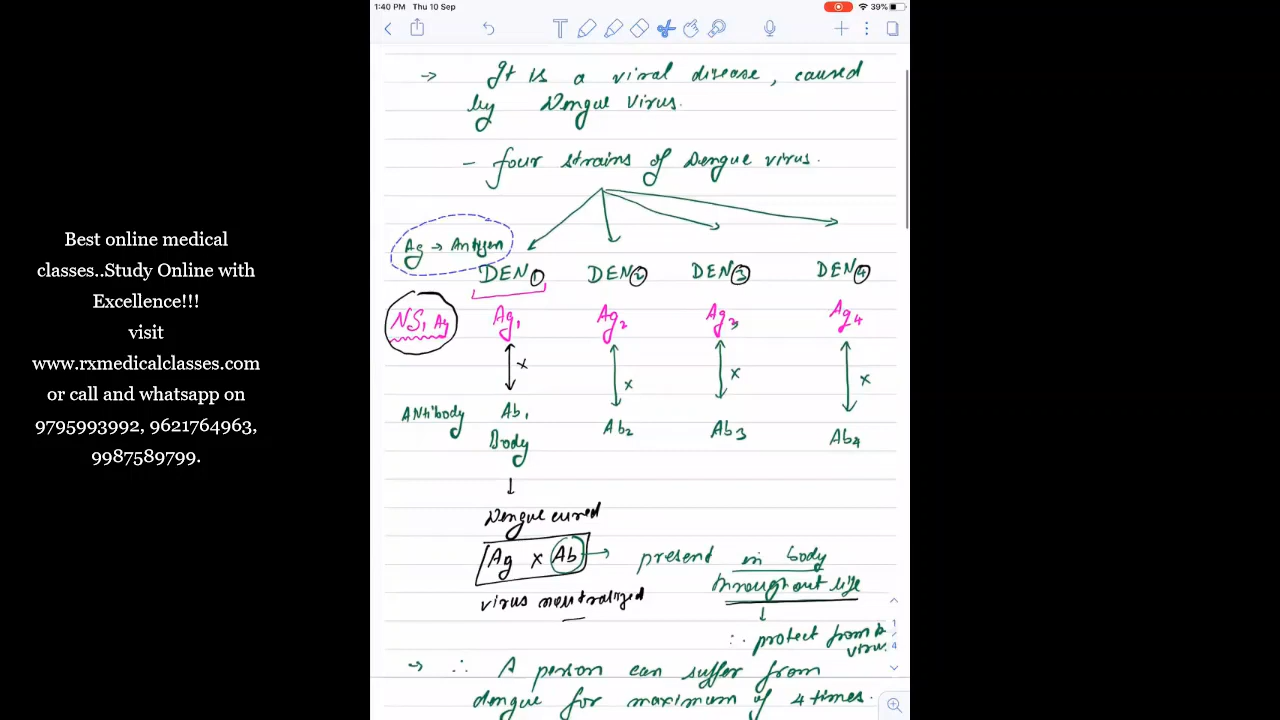 1:40 PM Thu 10 Sep
39%
→ It is a viral disease, caused
by Dengue Virus.
- four strains of Dengue virus.
Ag → Antigen
DEN 1 DEN 2 DEN 3 DEN 4
NS1 Ag Ag1 Ag2 Ag3 Ag4
x x x x
Antibody Ab1 Ab2 Ab3 Ab4
Body
↓
Dengue cured
Ag x Ab → present in body
throughout life
virus neutralized
↓
∴ protect from
virus
→ ∴ A person can suffer from
dengue for maximum of 4 times.
1
4
Best online medical
classes..Study Online with
Excellence!!!
visit
www.rxmedicalclasses.com
or call and whatsapp on
9795993992, 9621764963,
9987589799.